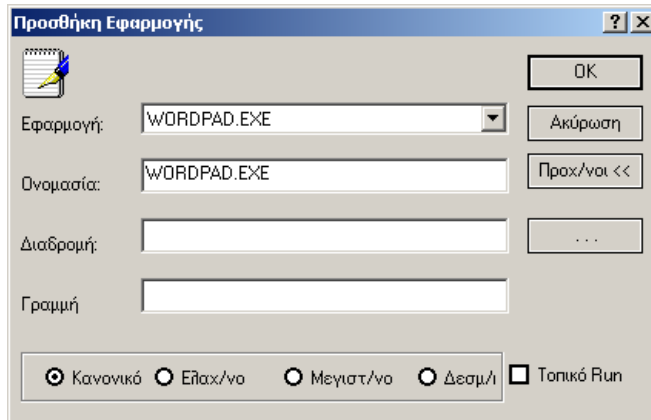 Προσθήκη Εφαρμογής
OK
Εφαρμογή: WORDPAD.EXE
Ακύρωση
Ονομασία: WORDPAD.EXE
Προχ/νοι <<
Διαδρομή:
...
Γραμμή
Κανονικό Ελαχ/νο Μεγιστ/νο Δεσμ/ι Τοπικό Run